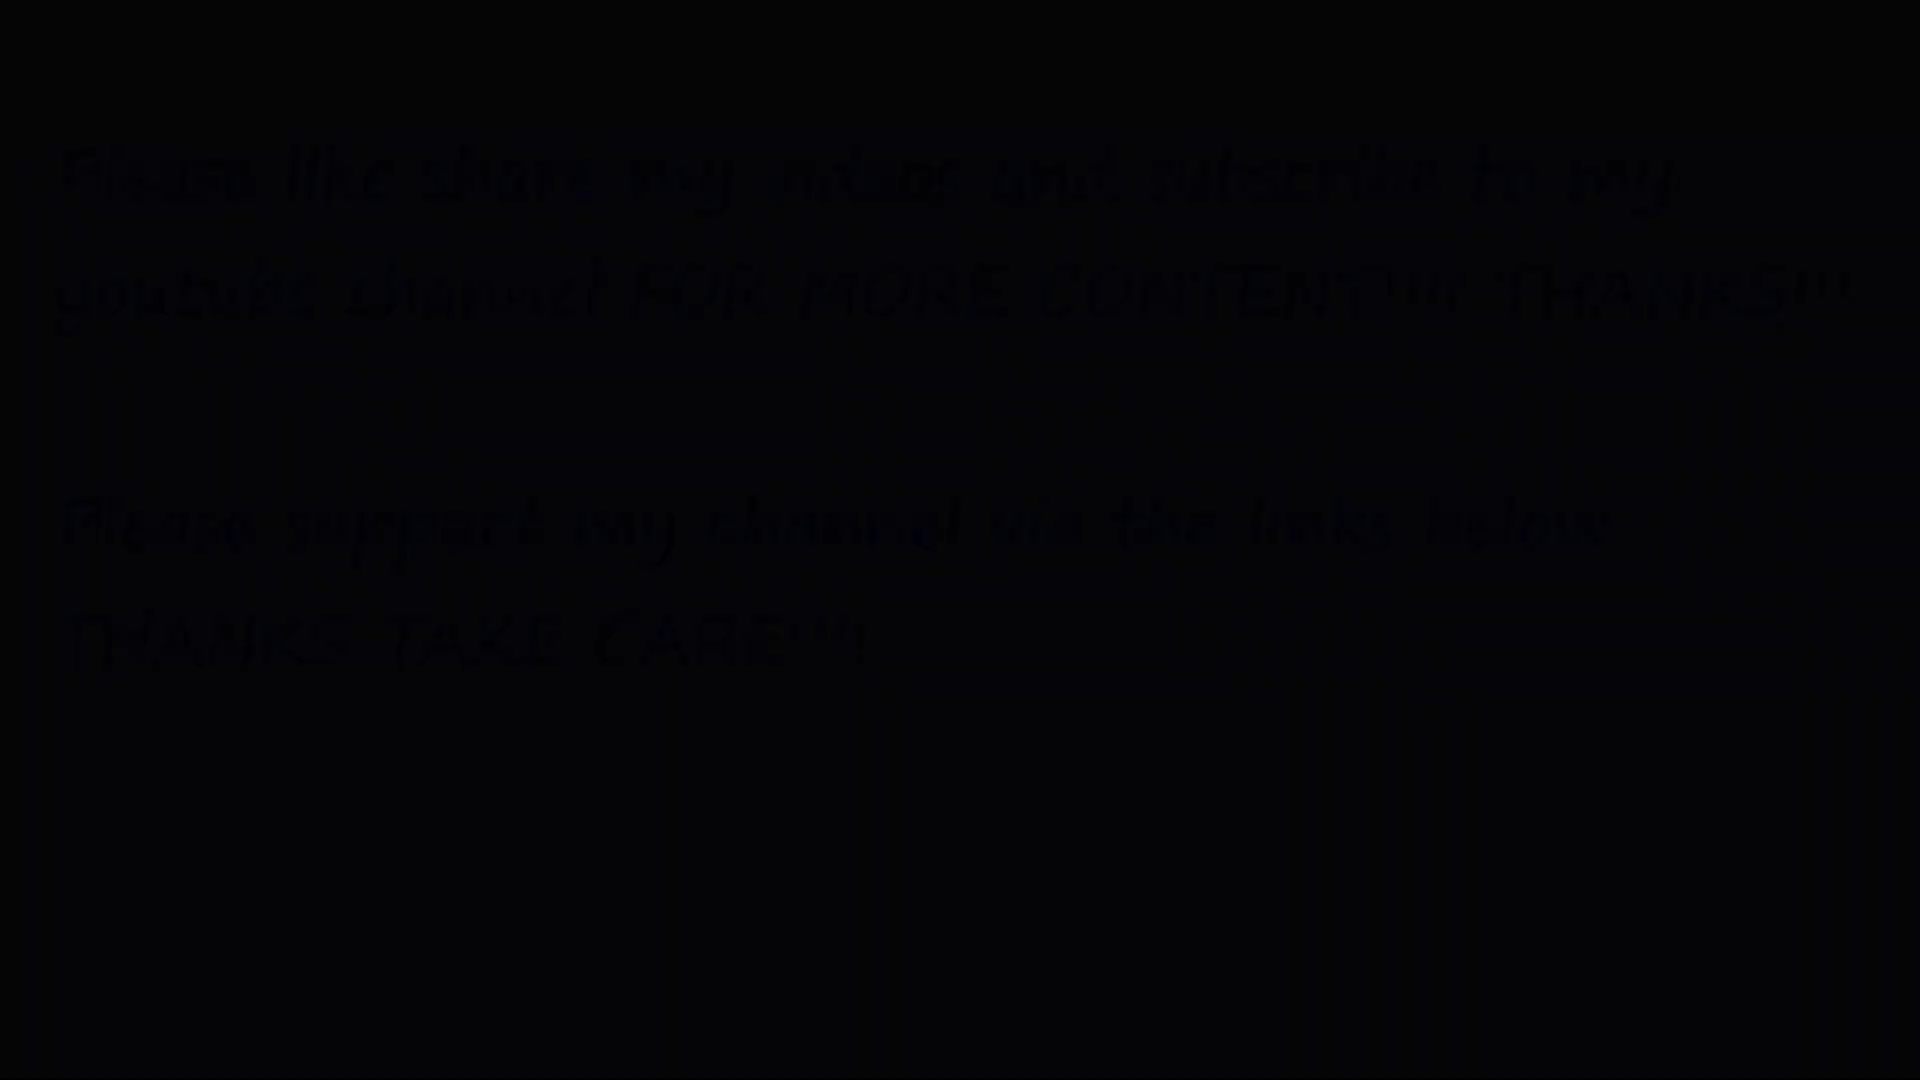 Please like share my videos and subscribe to my
youtube channel FOR MORE CONTENT!!!! THANKS!!!
Please support my channel via the links below
THANKS TAKE CARE!!!!